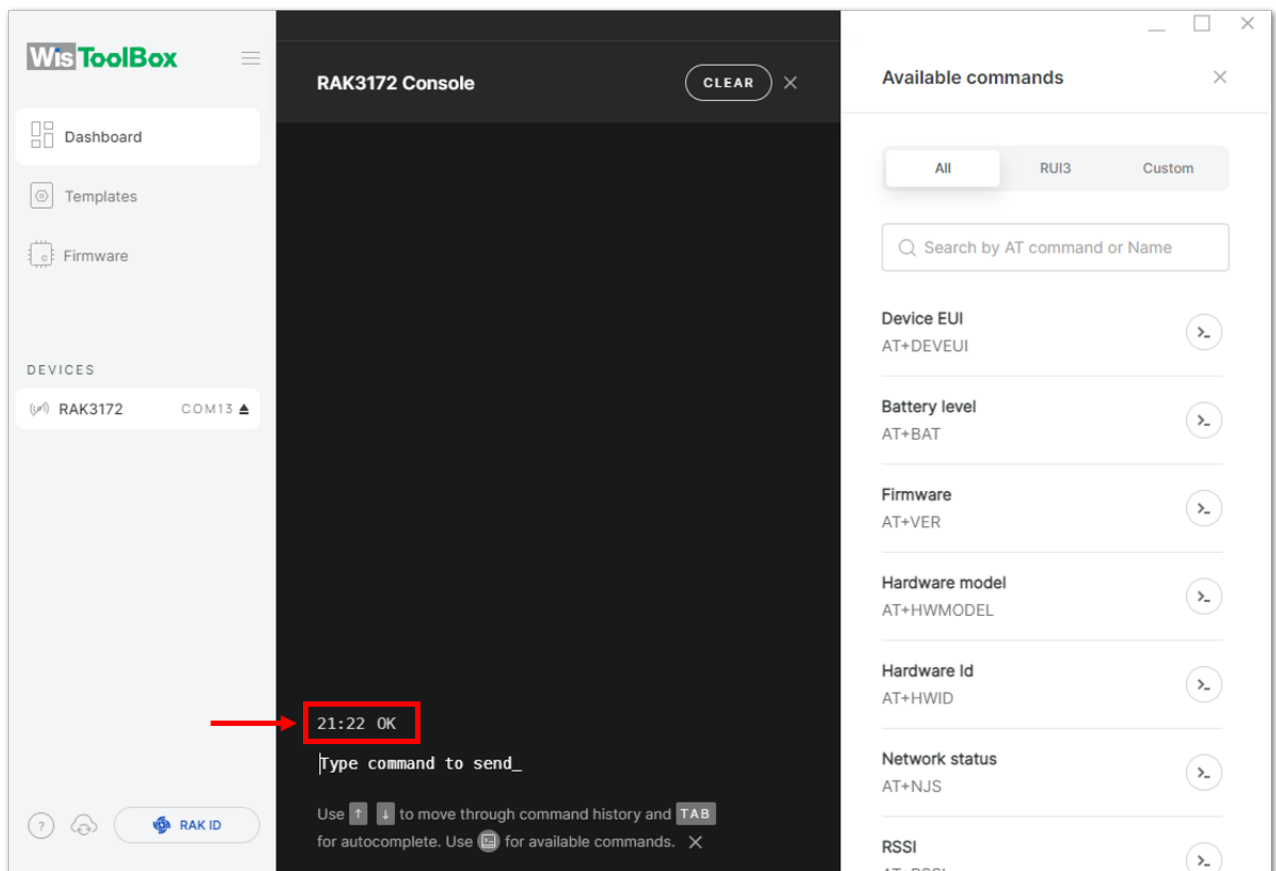 WisToolBox
Dashboard
Templates
Firmware
DEVICES
RAK3172 COM13
RAK ID
RAK3172 Console
CLEAR
21:22 OK
Type command to send_
Use ↑ ↓ to move through command history and TAB
for autocomplete. Use for available commands.
Available commands
All RUI3 Custom
Search by AT command or Name
Device EUI
AT+DEVEUI
Battery level
AT+BAT
Firmware
AT+VER
Hardware model
AT+HWMODEL
Hardware Id
AT+HWID
Network status
AT+NJS
RSSI